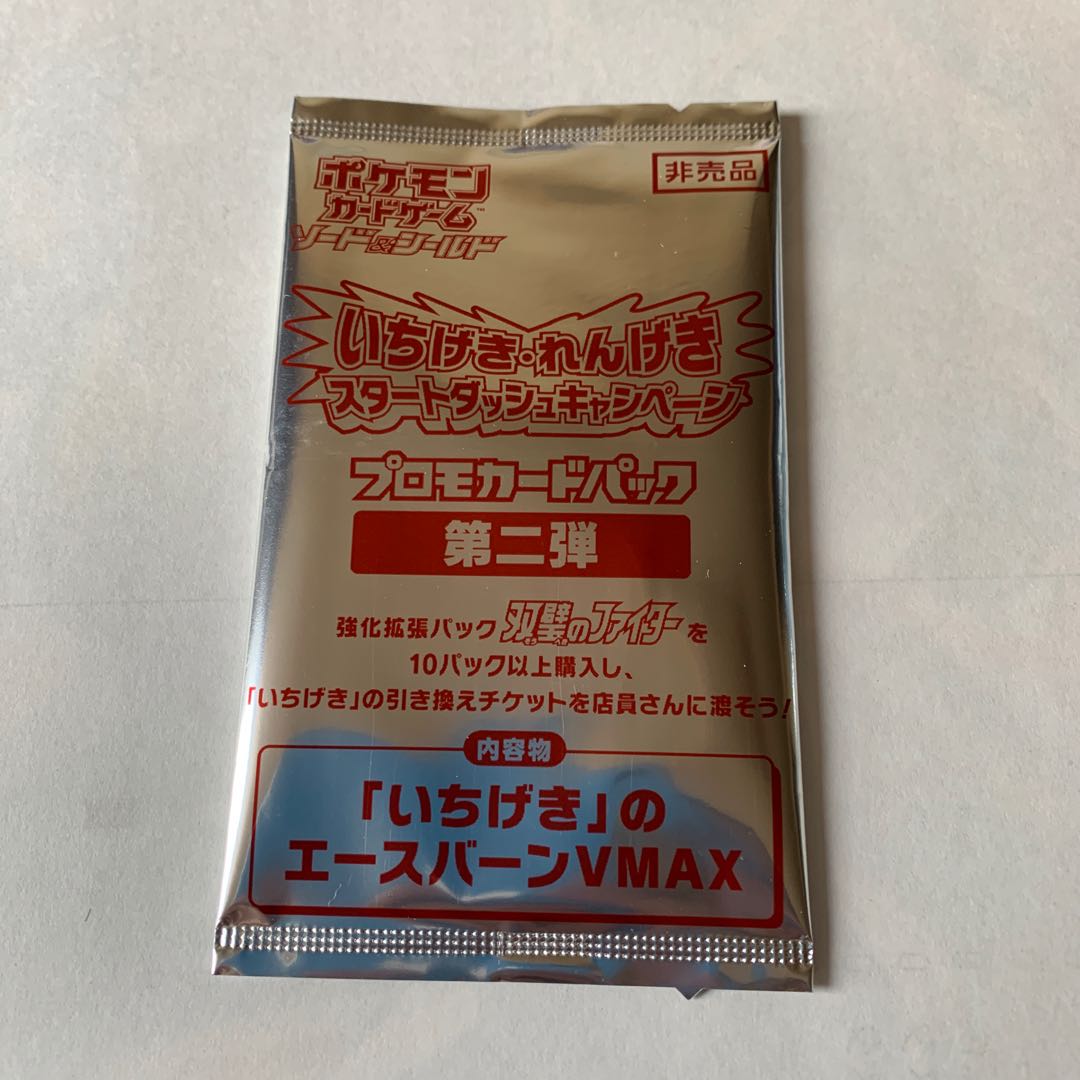 ポケモン
カードゲーム™
ソード&シールド
非売品
いちげき・れんげき
スタートダッシュキャンペーン
プロモカードパック
第二弾
強化拡張パック双璧のファイターを
そうへき
10パック以上購入し、
「いちげき」の引き換えチケットを店員さんに渡そう！
内容物
「いちげき」の
エースバーンVMAX